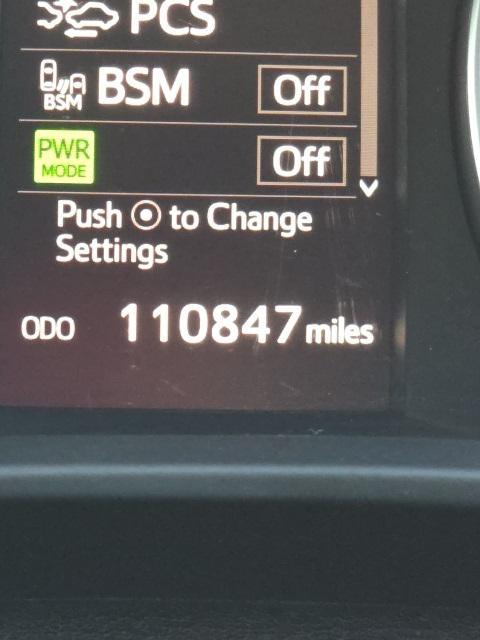 PCS
BSM BSM Off
PWR
MODE Off
Push to Change
Settings
ODO 110847 miles